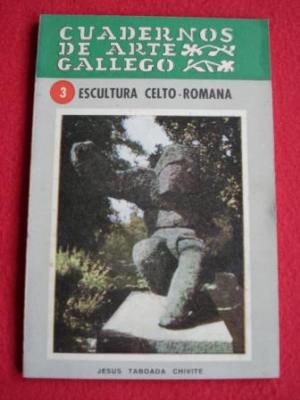 CUADERNOS
DE ARTE
GALLEGO
3 ESCULTURA CELTO-ROMANA
JESUS TABOADA CHIVITE